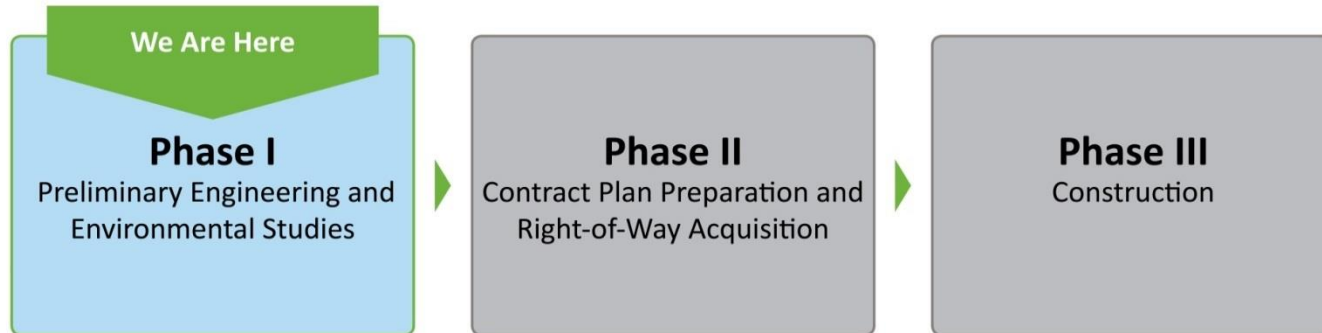 We Are Here
Phase I
Preliminary Engineering and
Environmental Studies
Phase II
Contract Plan Preparation and
Right-of-Way Acquisition
Phase III
Construction